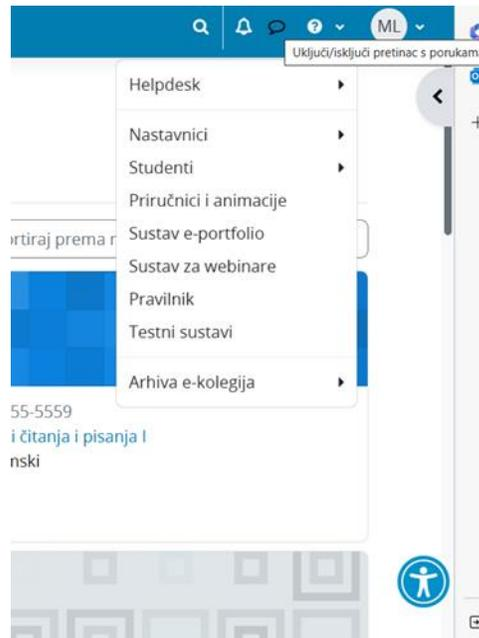 ML
Uključi/isključi pretinac s porukama
Helpdesk
Nastavnici
Studenti
Priručnici i animacije
rtiraj prema
Sustav e-portfolio
Sustav za webinare
Pravilnik
Testni sustavi
Arhiva e-kolegija
55-5559
i čitanja i pisanja I
nski